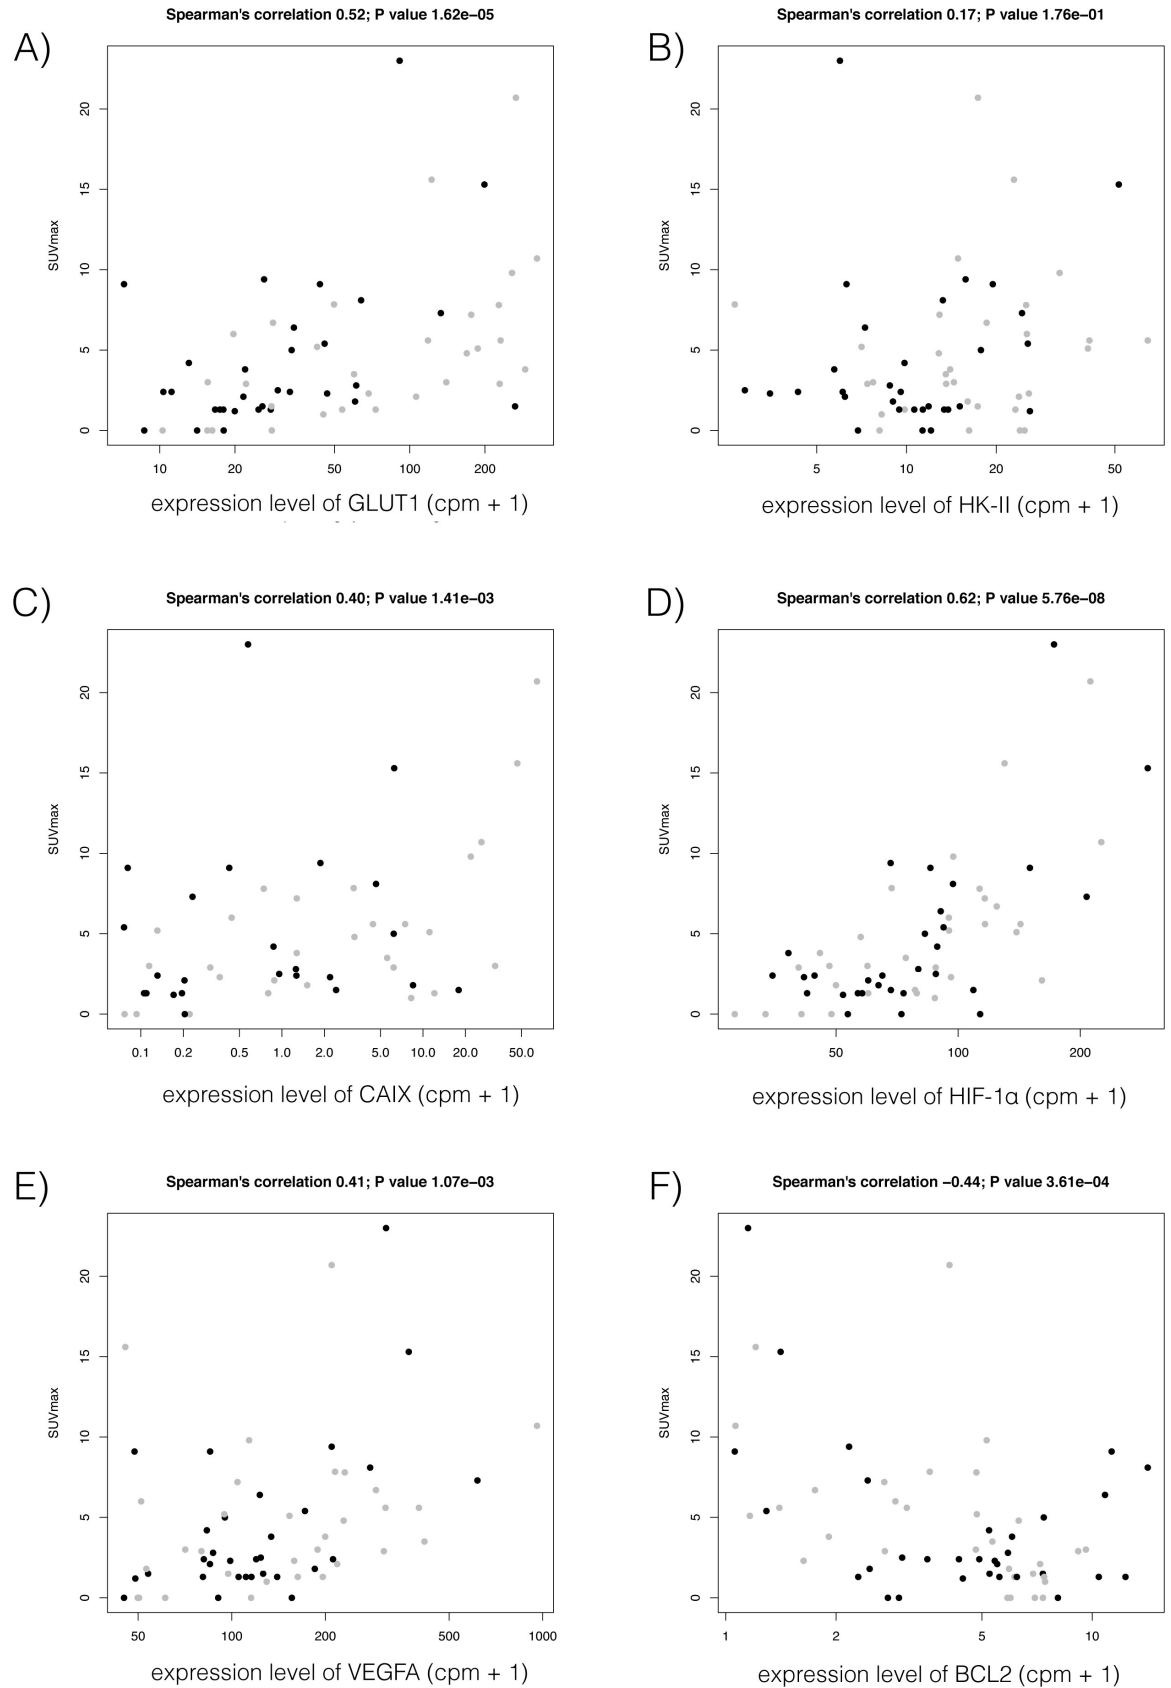 Spearman's correlation 0.52; P value 1.62e−05
A)
SUVmax
0 5 10 15 20
10 20 50 100 200
expression level of GLUT1 (cpm + 1)
Spearman's correlation 0.17; P value 1.76e−01
B)
SUVmax
0 5 10 15 20
5 10 20 50
expression level of HK-II (cpm + 1)
Spearman's correlation 0.40; P value 1.41e−03
C)
SUVmax
0 5 10 15 20
0.1 0.2 0.5 1.0 2.0 5.0 10.0 20.0 50.0
expression level of CAIX (cpm + 1)
Spearman's correlation 0.62; P value 5.76e−08
D)
SUVmax
0 5 10 15 20
50 100 200
expression level of HIF-1α (cpm + 1)
Spearman's correlation 0.41; P value 1.07e−03
E)
SUVmax
0 5 10 15 20
50 100 200 500 1000
expression level of VEGFA (cpm + 1)
Spearman's correlation −0.44; P value 3.61e−04
F)
SUVmax
0 5 10 15 20
1 2 5 10
expression level of BCL2 (cpm + 1)